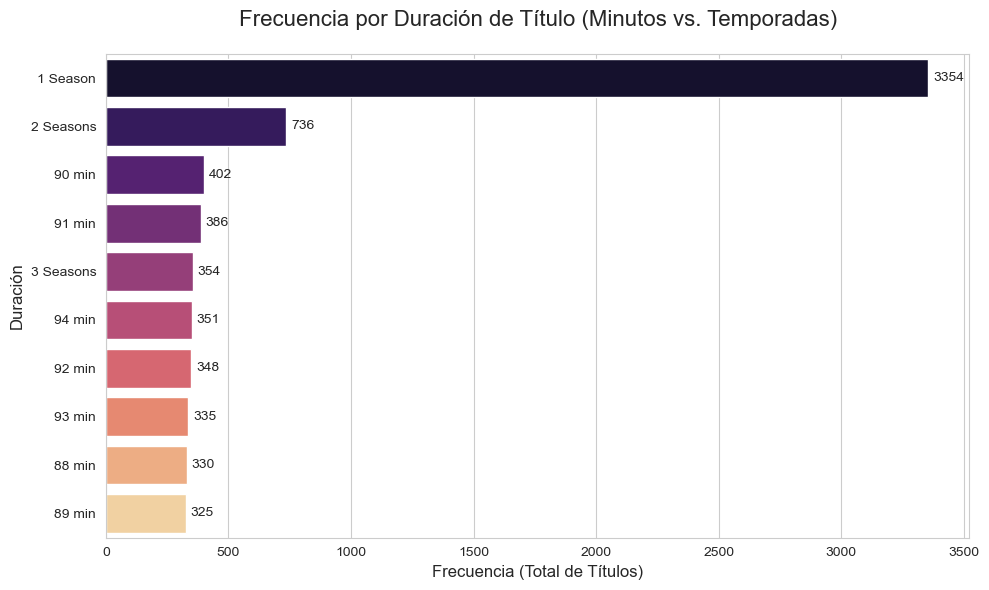 Frecuencia por Duración de Título (Minutos vs. Temporadas)
1 Season 3354
2 Seasons 736
90 min 402
91 min 386
3 Seasons 354
94 min 351
92 min 348
93 min 335
88 min 330
89 min 325
Duración
0 500 1000 1500 2000 2500 3000 3500
Frecuencia (Total de Títulos)